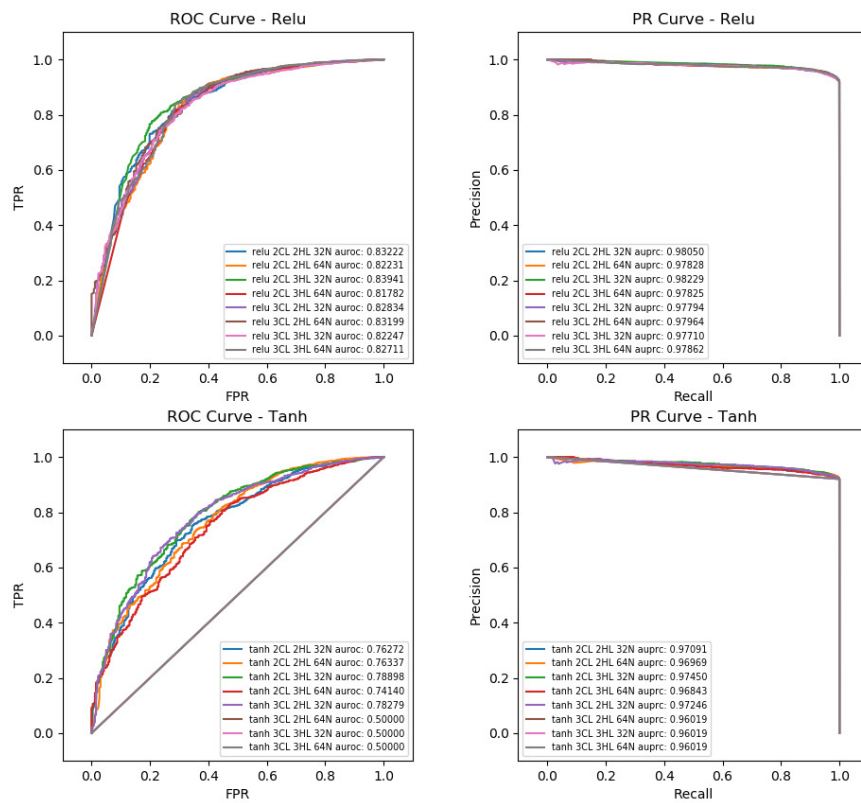 ROC Curve - Relu
1.0
0.8
0.6
0.4
0.2
0.0
TPR
relu 2CL 2HL 32N auroc: 0.83222
relu 2CL 2HL 64N auroc: 0.82231
relu 2CL 3HL 32N auroc: 0.83941
relu 2CL 3HL 64N auroc: 0.81782
relu 3CL 2HL 32N auroc: 0.82834
relu 3CL 2HL 64N auroc: 0.83199
relu 3CL 3HL 32N auroc: 0.82247
relu 3CL 3HL 64N auroc: 0.82711
0.0 0.2 0.4 0.6 0.8 1.0
FPR
PR Curve - Relu
1.0
0.8
0.6
0.4
0.2
0.0
Precision
relu 2CL 2HL 32N auprc: 0.98050
relu 2CL 2HL 64N auprc: 0.97828
relu 2CL 3HL 32N auprc: 0.98229
relu 2CL 3HL 64N auprc: 0.97825
relu 3CL 2HL 32N auprc: 0.97794
relu 3CL 2HL 64N auprc: 0.97964
relu 3CL 3HL 32N auprc: 0.97710
relu 3CL 3HL 64N auprc: 0.97862
0.0 0.2 0.4 0.6 0.8 1.0
Recall
ROC Curve - Tanh
1.0
0.8
0.6
0.4
0.2
0.0
TPR
tanh 2CL 2HL 32N auroc: 0.76272
tanh 2CL 2HL 64N auroc: 0.76337
tanh 2CL 3HL 32N auroc: 0.78898
tanh 2CL 3HL 64N auroc: 0.74140
tanh 3CL 2HL 32N auroc: 0.78279
tanh 3CL 2HL 64N auroc: 0.50000
tanh 3CL 3HL 32N auroc: 0.50000
tanh 3CL 3HL 64N auroc: 0.50000
0.0 0.2 0.4 0.6 0.8 1.0
FPR
PR Curve - Tanh
1.0
0.8
0.6
0.4
0.2
0.0
Precision
tanh 2CL 2HL 32N auprc: 0.97091
tanh 2CL 2HL 64N auprc: 0.96969
tanh 2CL 3HL 32N auprc: 0.97450
tanh 2CL 3HL 64N auprc: 0.96843
tanh 3CL 2HL 32N auprc: 0.97246
tanh 3CL 2HL 64N auprc: 0.96019
tanh 3CL 3HL 32N auprc: 0.96019
tanh 3CL 3HL 64N auprc: 0.96019
0.0 0.2 0.4 0.6 0.8 1.0
Recall